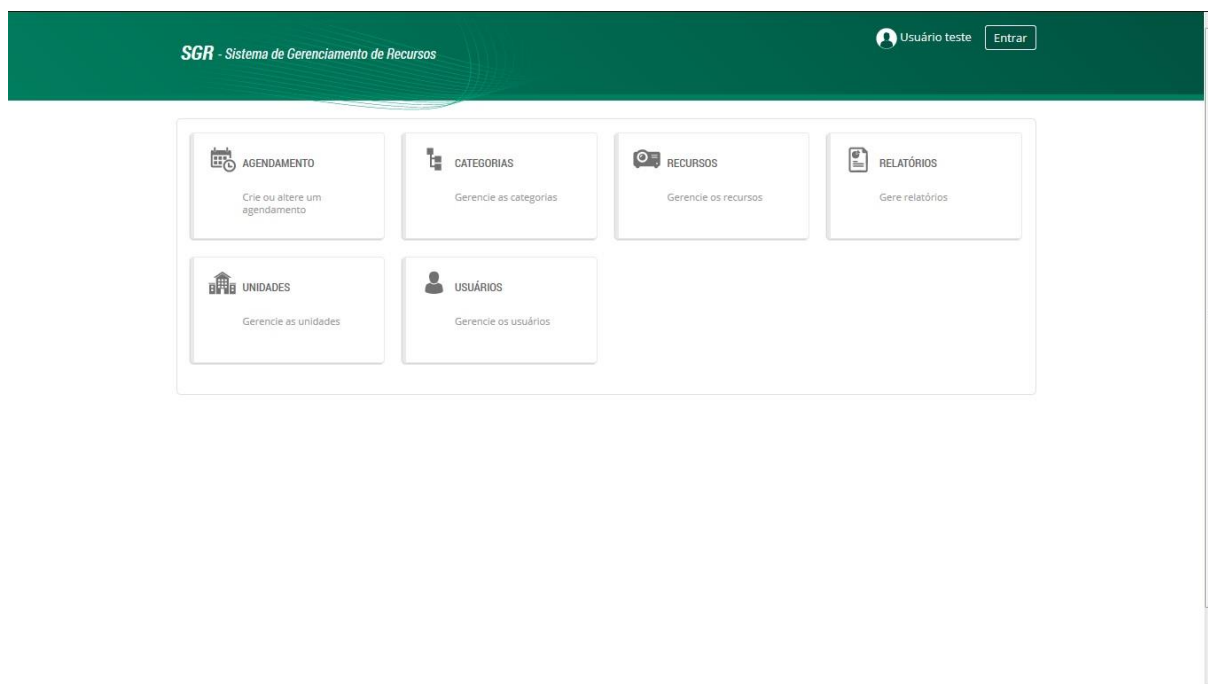 SGR - Sistema de Gerenciamento de Recursos
Usuário teste
Entrar
AGENDAMENTO
Crie ou altere um
agendamento
CATEGORIAS
Gerencie as categorias
RECURSOS
Gerencie os recursos
RELATÓRIOS
Gere relatórios
UNIDADES
Gerencie as unidades
USUÁRIOS
Gerencie os usuários